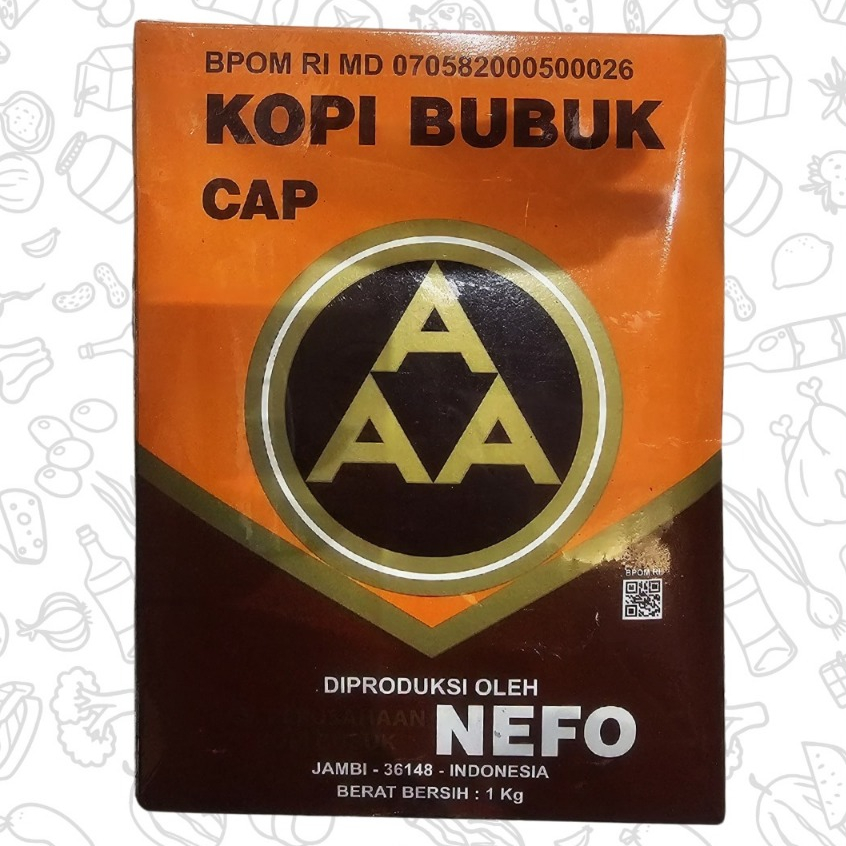 BPOM RI MD 070582000500026
KOPI BUBUK
CAP
A
A A
BPOM RI
DIPRODUKSI OLEH
PERUSAHAAN
NEFO
JAMBI - 36148 - INDONESIA
BERAT BERSIH : 1 Kg